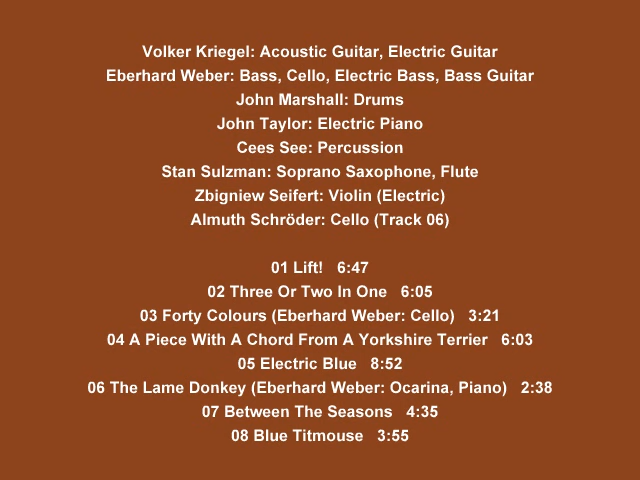 Volker Kriegel: Acoustic Guitar, Electric Guitar
Eberhard Weber: Bass, Cello, Electric Bass, Bass Guitar
John Marshall: Drums
John Taylor: Electric Piano
Cees See: Percussion
Stan Sulzman: Soprano Saxophone, Flute
Zbigniew Seifert: Violin (Electric)
Almuth Schröder: Cello (Track 06)
01 Lift! 6:47
02 Three Or Two In One 6:05
03 Forty Colours (Eberhard Weber: Cello) 3:21
04 A Piece With A Chord From A Yorkshire Terrier 6:03
05 Electric Blue 8:52
06 The Lame Donkey (Eberhard Weber: Ocarina, Piano) 2:38
07 Between The Seasons 4:35
08 Blue Titmouse 3:55